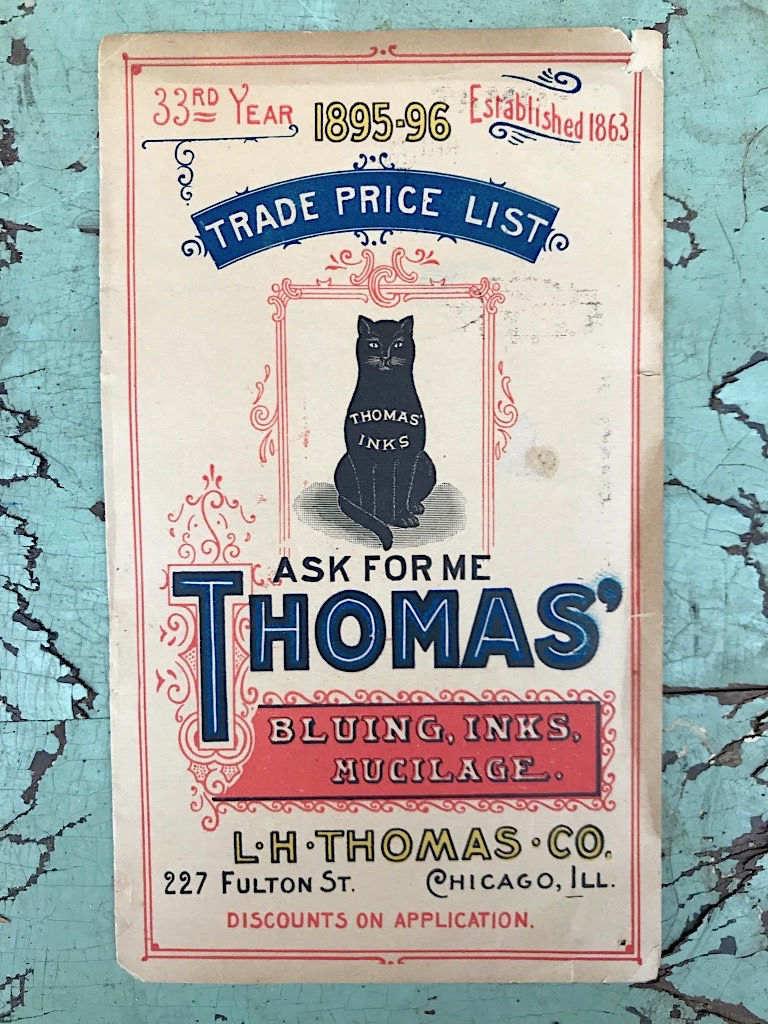 33RD YEAR 1895-96 Established 1863
TRADE PRICE LIST
THOMAS'
INKS
ASK FOR ME
THOMAS'
BLUING, INKS,
MUCILAGE.
L·H·THOMAS·CO.
227 FULTON ST. CHICAGO, ILL.
DISCOUNTS ON APPLICATION.